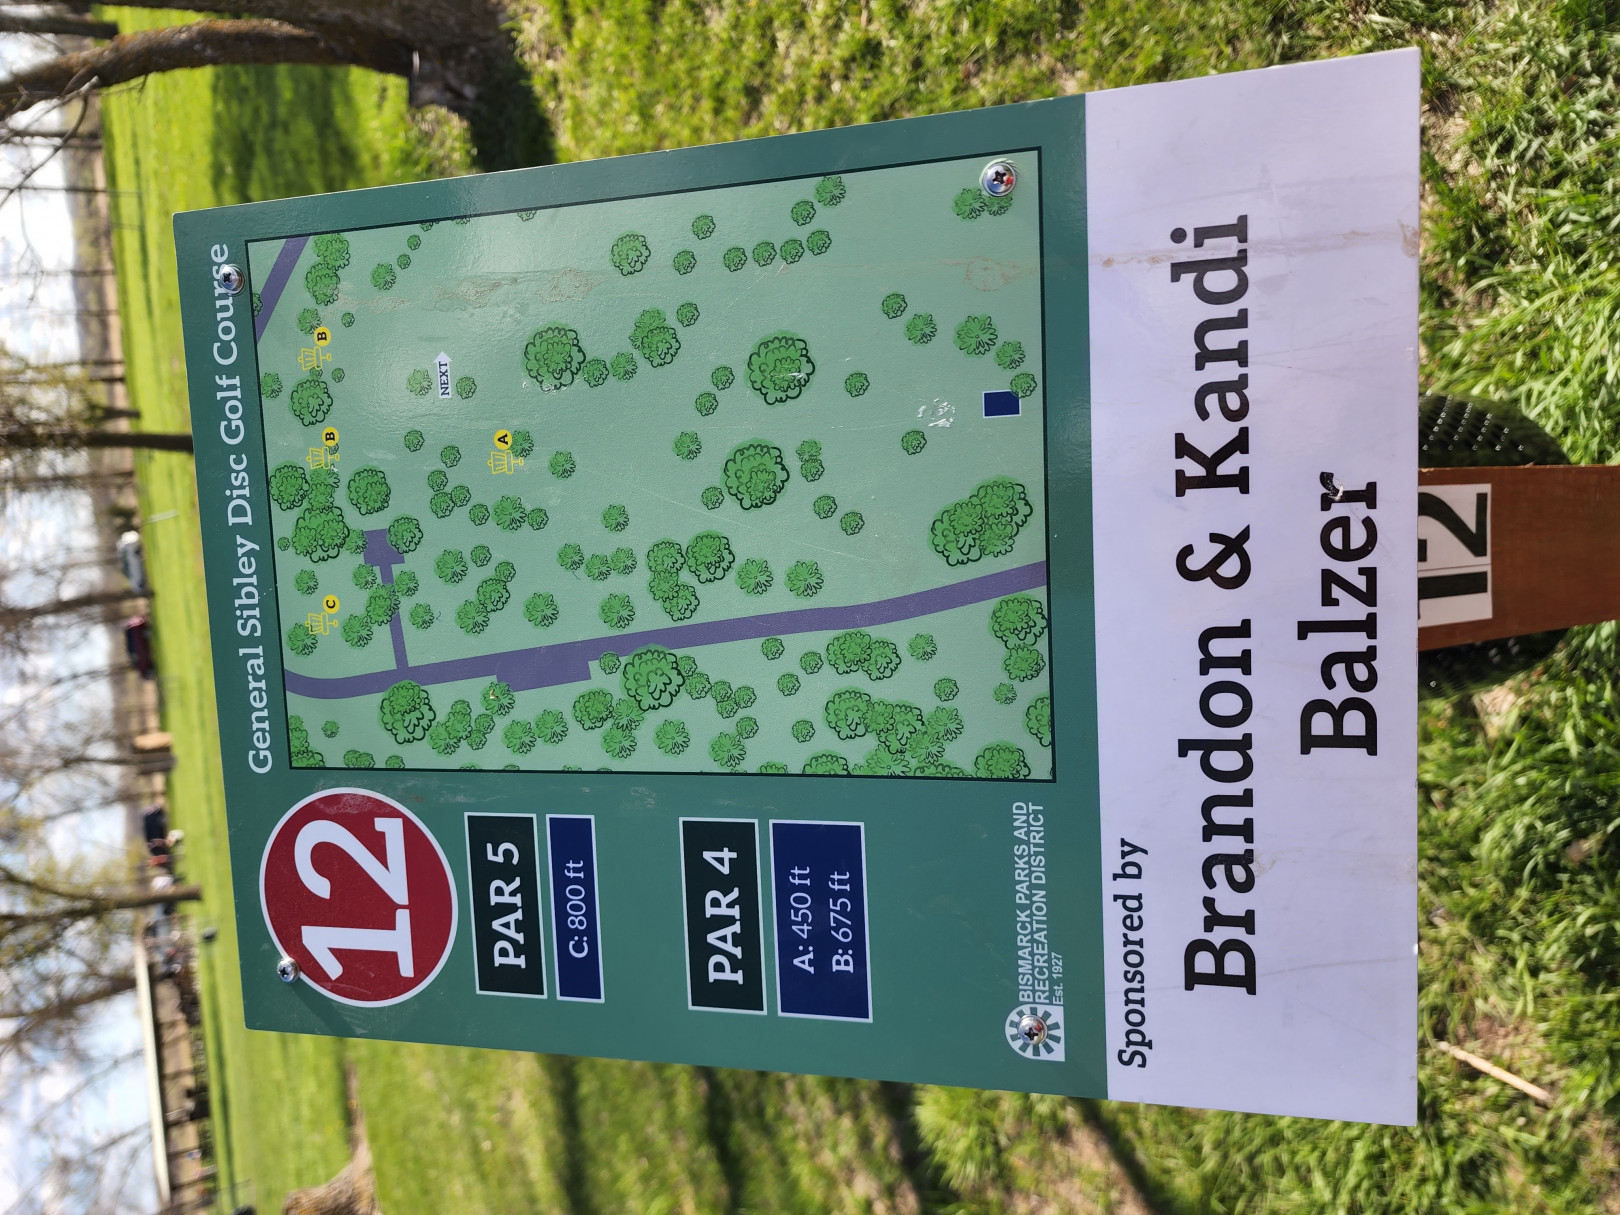 General Sibley Disc Golf Course
12
PAR 5
C: 800 ft
PAR 4
A: 450 ft
B: 675 ft
B
B
C
A
NEXT
BISMARCK PARKS AND
RECREATION DISTRICT
Est. 1927
Sponsored by
Brandon & Kandi
Balzer
12